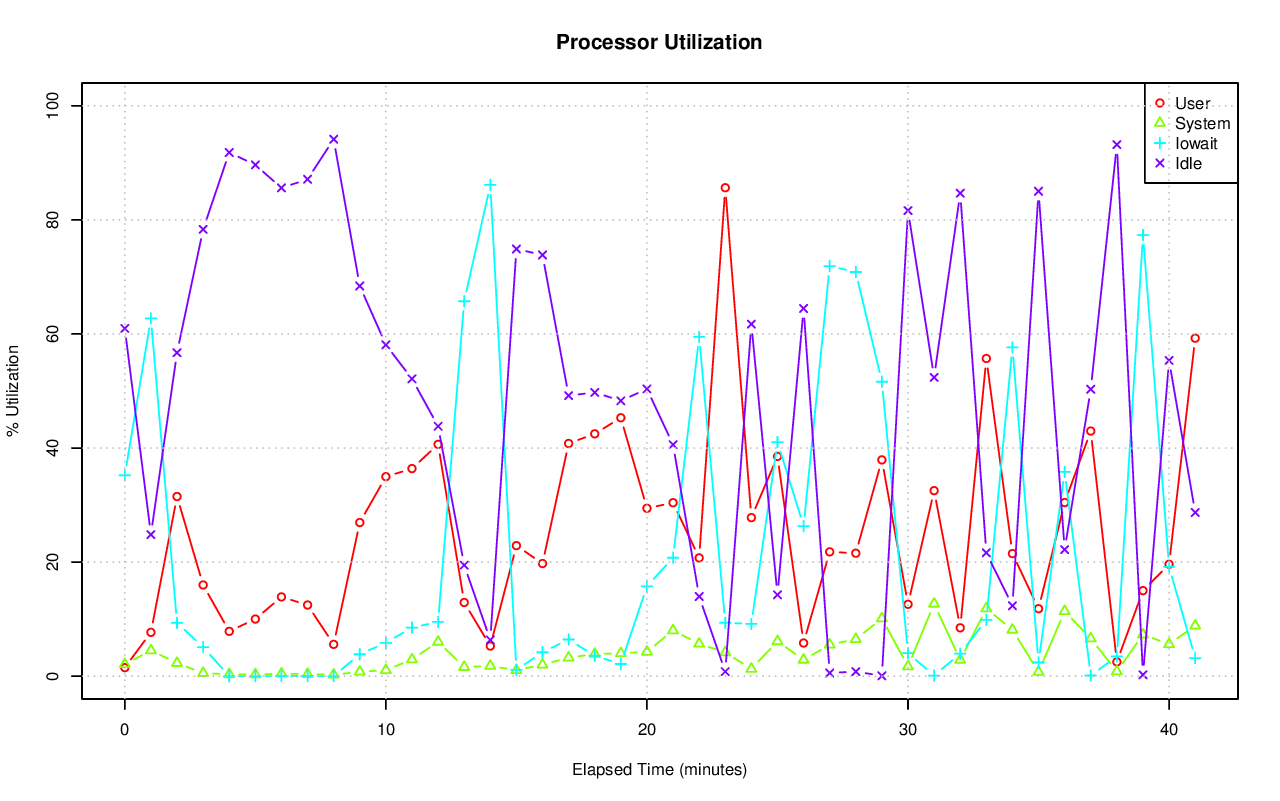 Processor Utilization
User
System
Iowait
Idle
% Utilization
100
80
60
40
20
0
0 10 20 30 40
Elapsed Time (minutes)